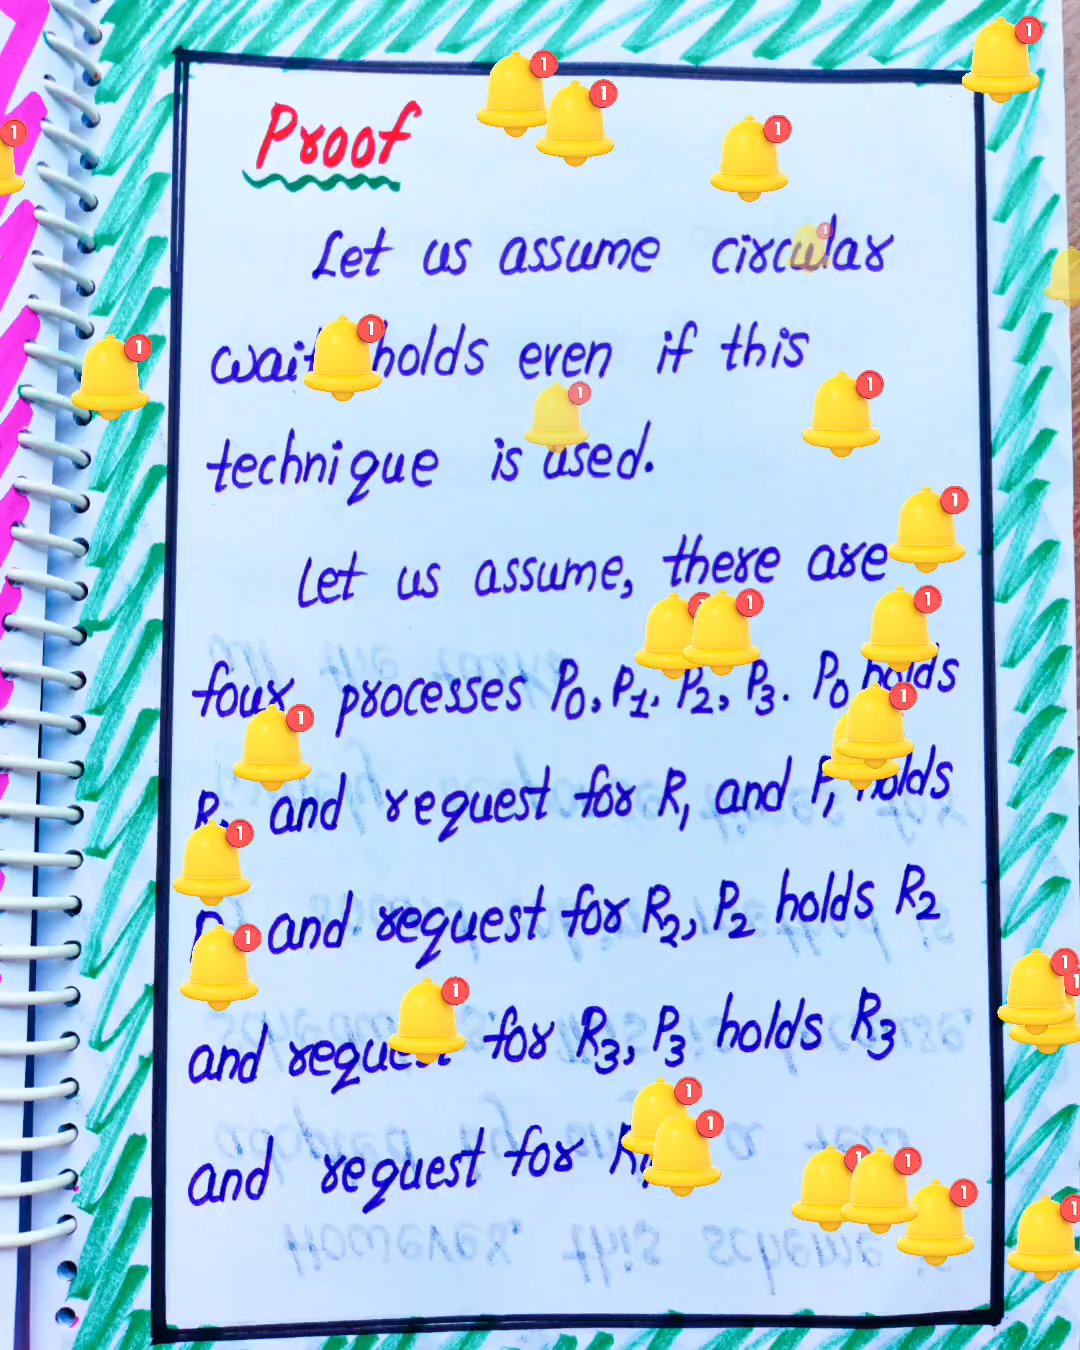 Proof
Let us assume circular
wait holds even if this
technique is used.
Let us assume, there are
four processes P0, P1, P2, P3. P0 holds
and request for R1 and P1 holds
and request for R2, P2 holds R2
and request for R3, P3 holds R3
and request for